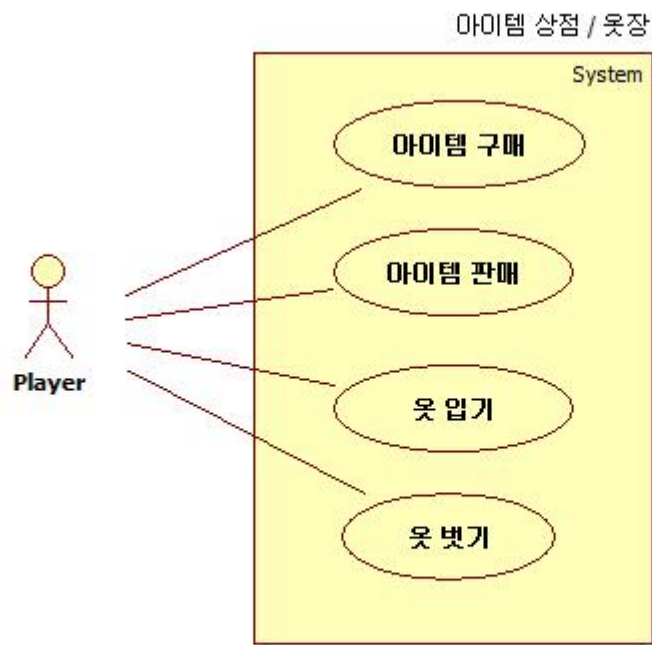 아이템 상점 / 옷장
System
아이템 구매
아이템 판매
Player
옷 입기
옷 벗기